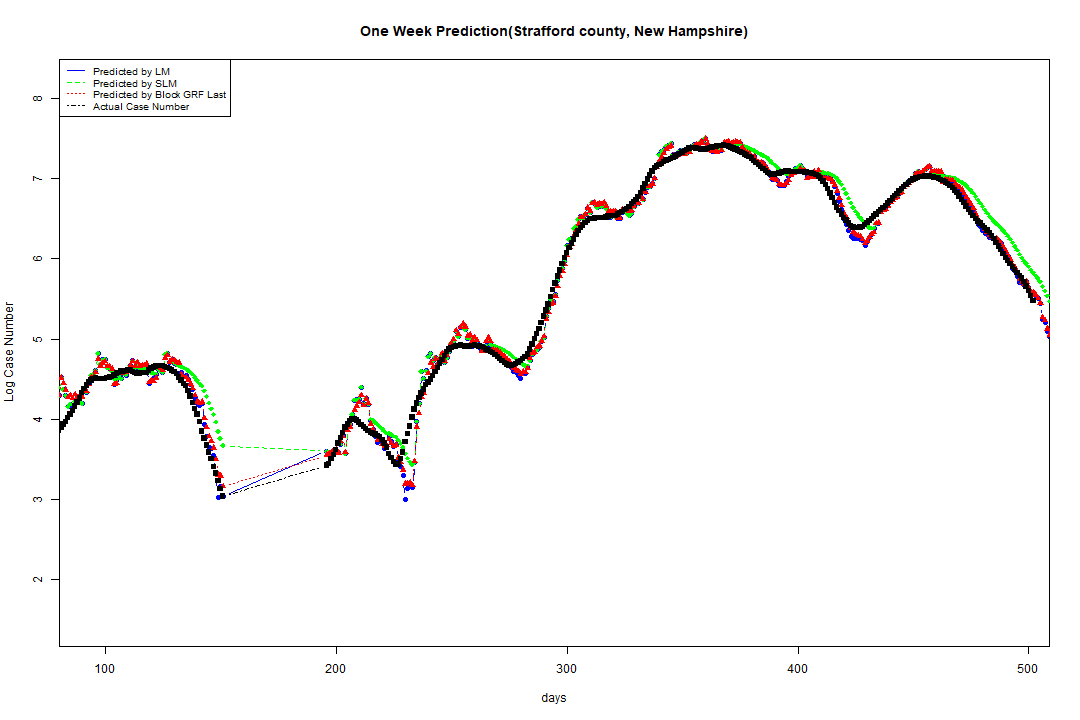 One Week Prediction(Strafford county, New Hampshire)
Predicted by LM
Predicted by SLM
Predicted by Block GRF Last
Actual Case Number
8
7
6
5
4
3
2
Log Case Number
100 200 300 400 500
days